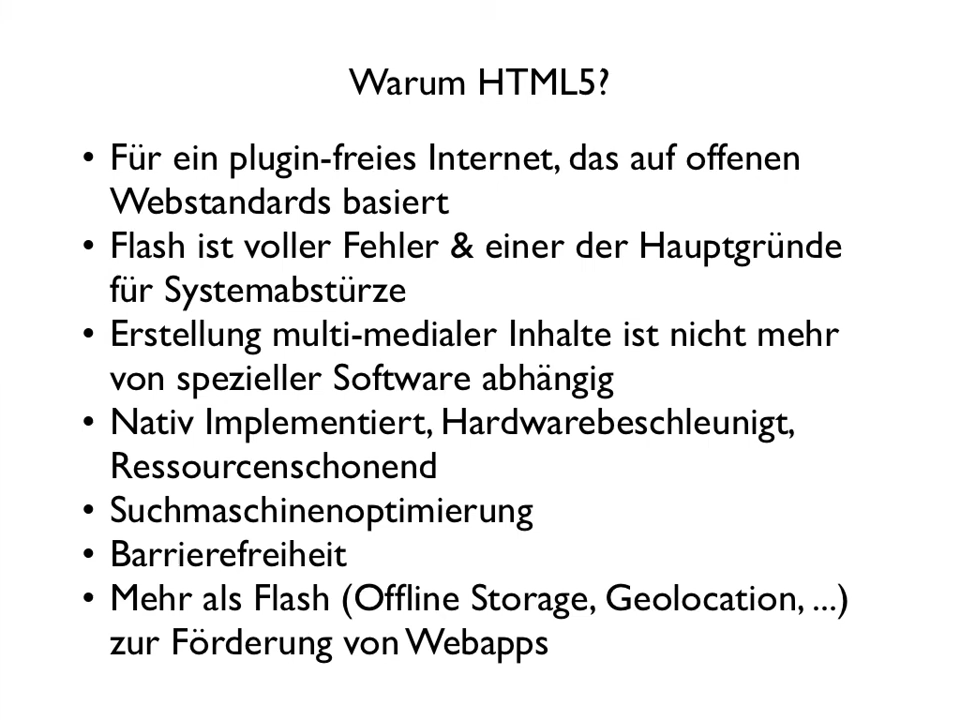 Warum HTML5?
• Für ein plugin-freies Internet, das auf offenen
Webstandards basiert
• Flash ist voller Fehler & einer der Hauptgründe
für Systemabstürze
• Erstellung multi-medialer Inhalte ist nicht mehr
von spezieller Software abhängig
• Nativ Implementiert, Hardwarebeschleunigt,
Ressourcenschonend
• Suchmaschinenoptimierung
• Barrierefreiheit
• Mehr als Flash (Offline Storage, Geolocation, ...)
zur Förderung von Webapps